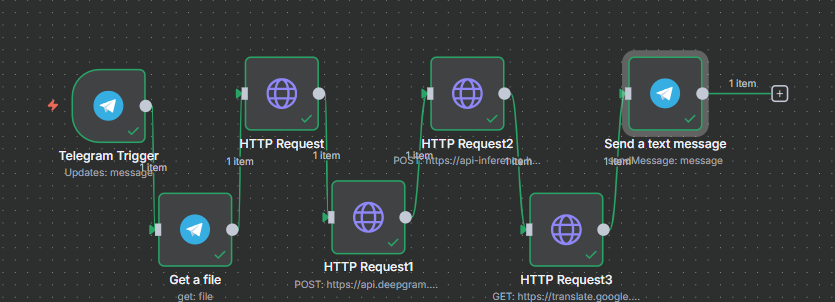 Telegram Trigger
Updates: message
1 item
Get a file
get: file
1 item
HTTP Request
1 item
HTTP Request1
POST: https://api.deepgram....
1 item
HTTP Request2
POST: https://api-inference.h...
1 item
HTTP Request3
GET: https://translate.google....
1 item
Send a text message
sendMessage: message
1 item